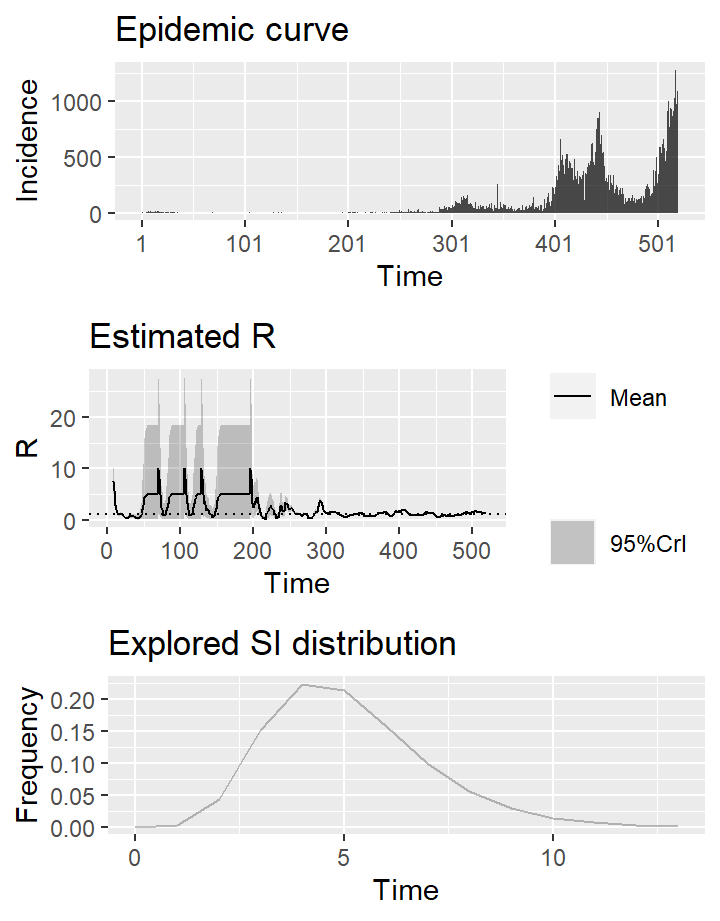 Epidemic curve
Incidence
1000
500
0
1 101 201 301 401 501
Time
Estimated R
R
20
10
0
0 100 200 300 400 500
Time
Mean
95%CrI
Explored SI distribution
Frequency
0.20
0.15
0.10
0.05
0.00
0 5 10
Time